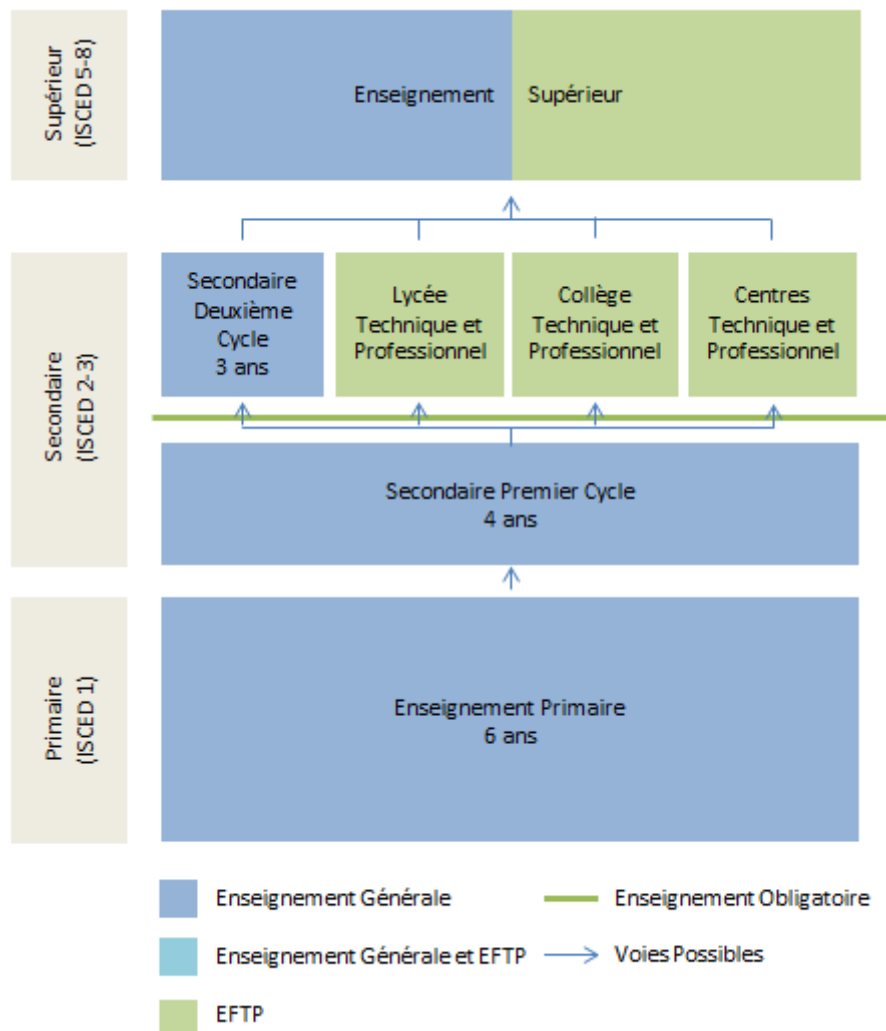 Supérieur
(ISCED 5-8)
Enseignement Supérieur
Secondaire
(ISCED 2-3)
Secondaire
Deuxième
Cycle
3 ans
Lycée
Technique et
Professionnel
Collège
Technique et
Professionnel
Centres
Technique et
Professionnel
Secondaire Premier Cycle
4 ans
Primaire
(ISCED 1)
Enseignement Primaire
6 ans
Enseignement Générale
Enseignement Obligatoire
Enseignement Générale et EFTP
Voies Possibles
EFTP